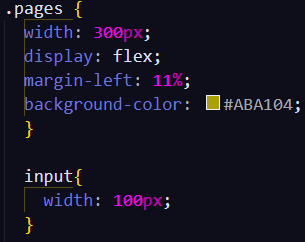 .pages {
width: 300px;
display: flex;
margin-left: 11%;
background-color: #ABA104;
}
input{
width: 100px;
}